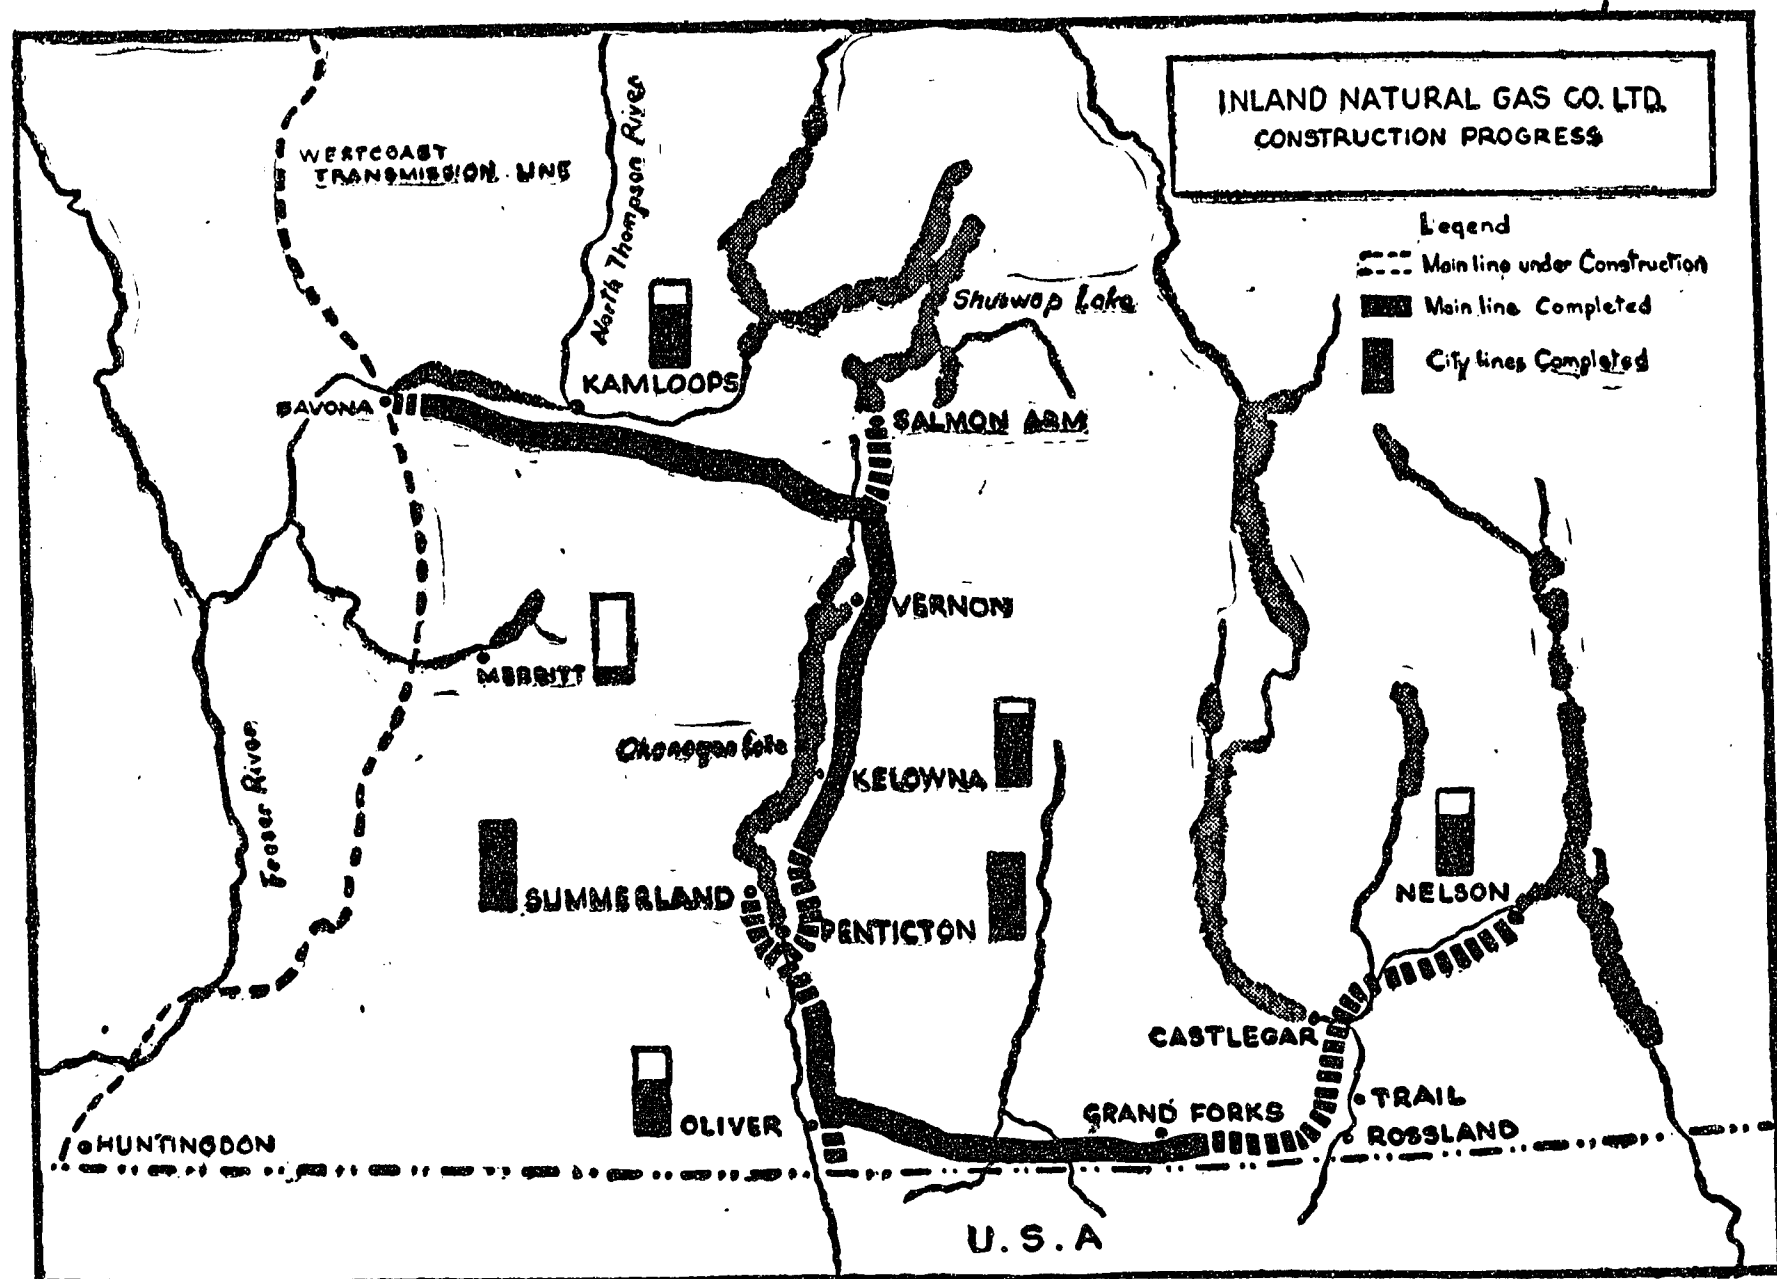 INLAND NATURAL GAS CO. LTD.
CONSTRUCTION PROGRESS
Legend
Main line under Construction
Main line Completed
City lines Completed
WESTCOAST
TRANSMISSION LINE
North Thompson River
Shuswap Lake
KAMLOOPS
SAVONA
SALMON ARM
VERNON
MERRITT
Okanagan Lake
KELOWNA
Fraser River
SUMMERLAND
PENTICTON
NELSON
CASTLEGAR
OLIVER
GRAND FORKS
TRAIL
ROSSLAND
HUNTINGDON
U.S.A